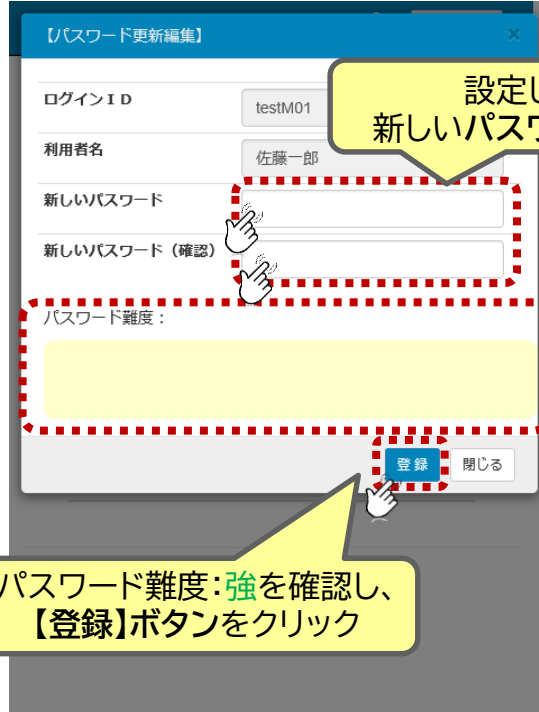 【パスワード更新編集】
×
設定し
新しいパスワ
ログインＩＤ
testM01
利用者名
佐藤一郎
新しいパスワード
新しいパスワード（確認）
パスワード難度：
登録
閉じる
パスワード難度：強を確認し、
【登録】ボタンをクリック